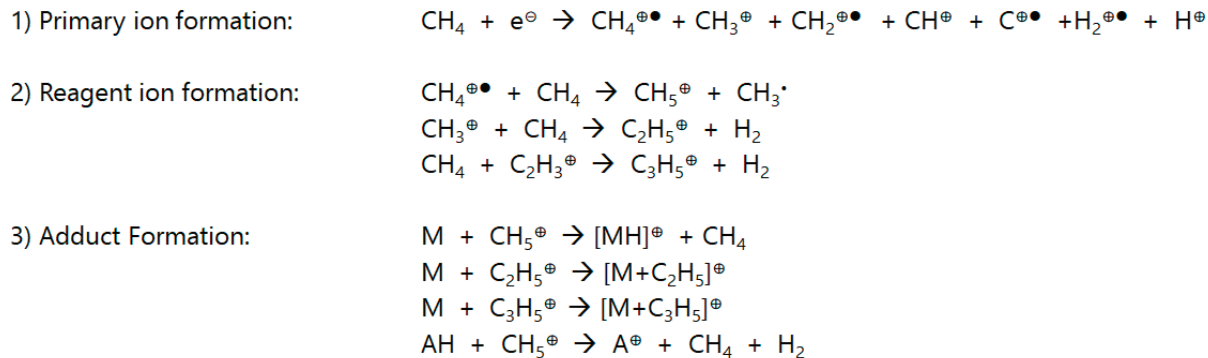 1) Primary ion formation: CH₄ + e⊖ → CH₄⊕● + CH₃⊕ + CH₂⊕● + CH⊕ + C⊕● +H₂⊕● + H⊕
2) Reagent ion formation: CH₄⊕● + CH₄ → CH₅⊕ + CH₃•
CH₃⊕ + CH₄ → C₂H₅⊕ + H₂
CH₄ + C₂H₃⊕ → C₃H₅⊕ + H₂
3) Adduct Formation: M + CH₅⊕ → [MH]⊕ + CH₄
M + C₂H₅⊕ → [M+C₂H₅]⊕
M + C₃H₅⊕ → [M+C₃H₅]⊕
AH + CH₅⊕ → A⊕ + CH₄ + H₂